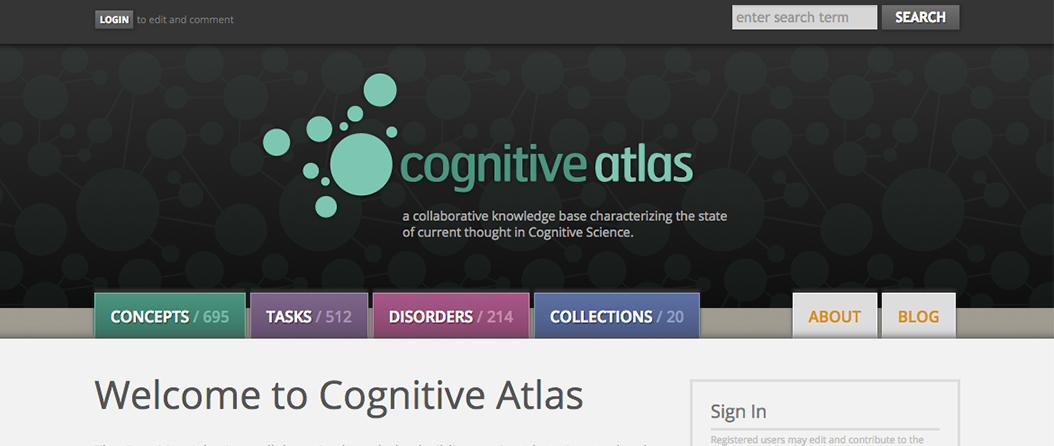 LOGIN to edit and comment
enter search term
SEARCH
cognitive atlas
a collaborative knowledge base characterizing the state
of current thought in Cognitive Science.
CONCEPTS / 695
TASKS / 512
DISORDERS / 214
COLLECTIONS / 20
ABOUT
BLOG
Welcome to Cognitive Atlas
Sign In
Registered users may edit and contribute to the